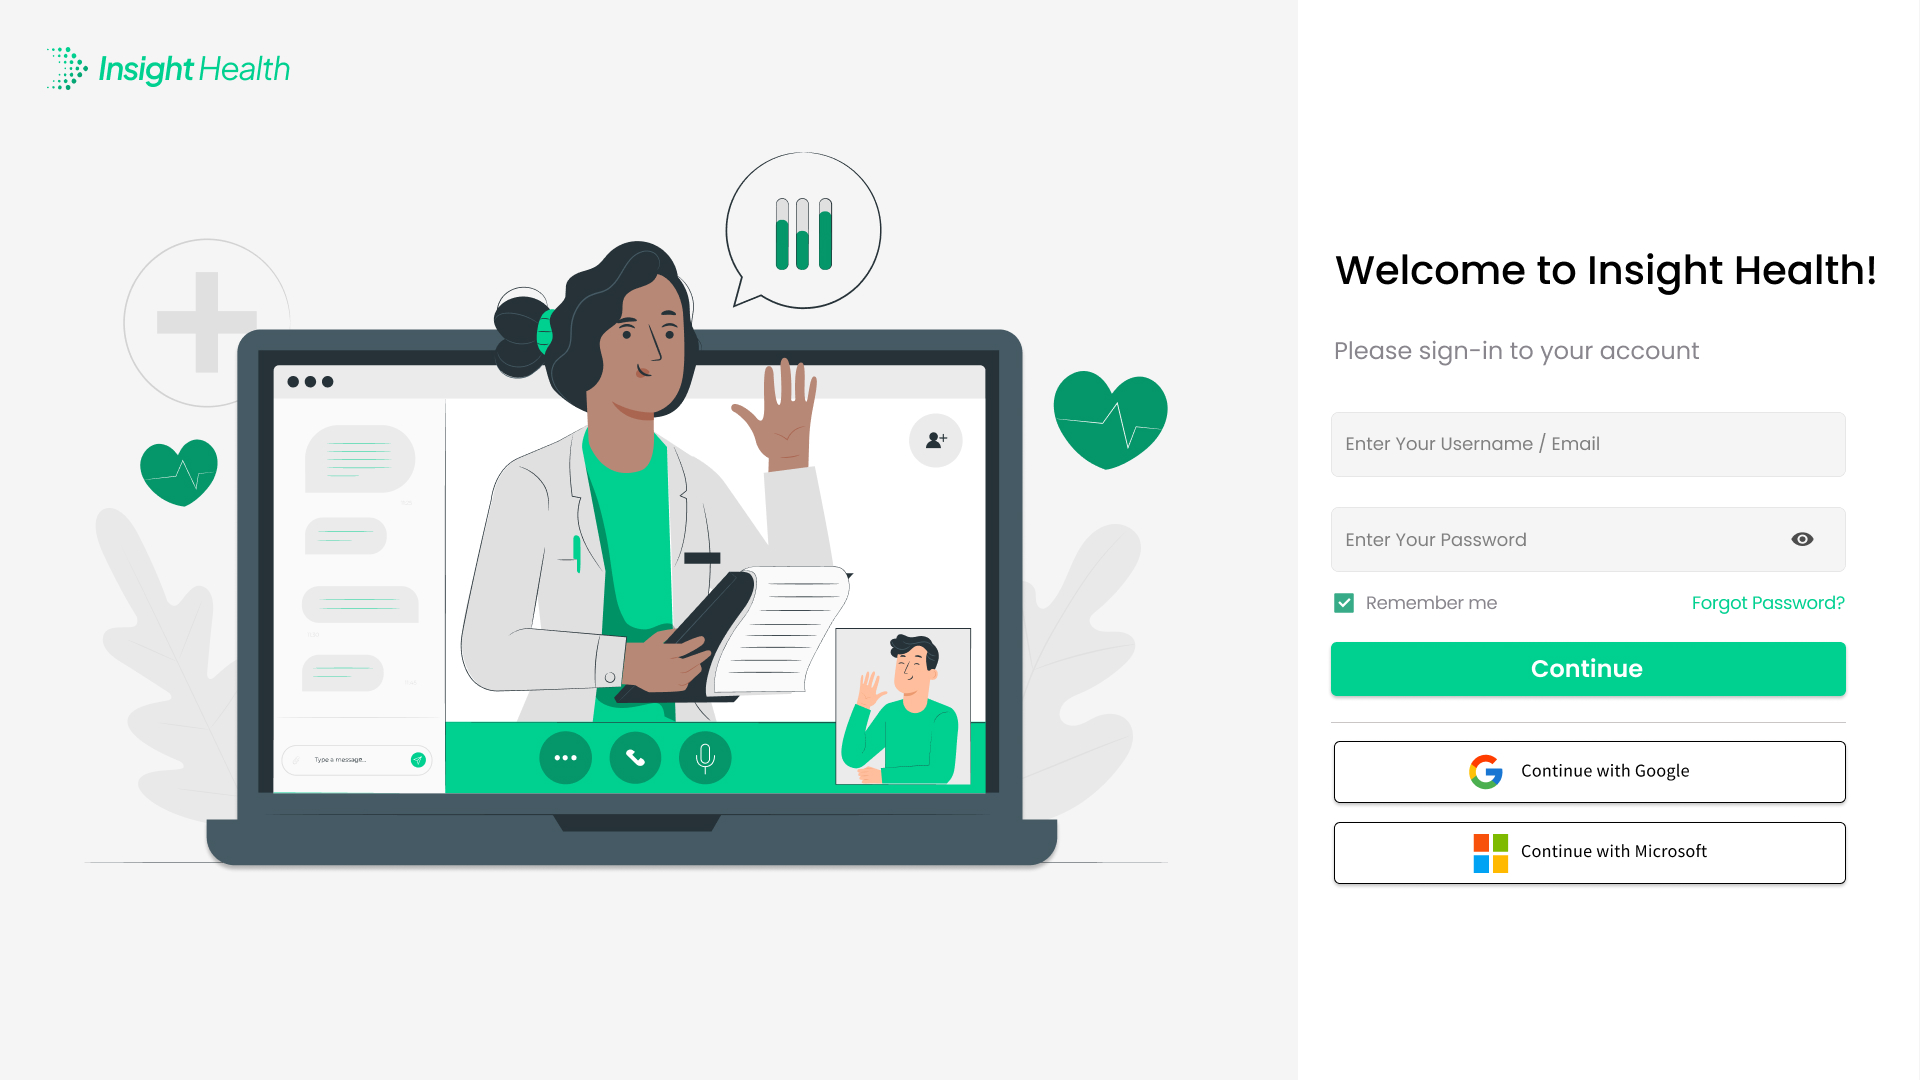 Insight Health
Welcome to Insight Health!
Please sign-in to your account
Enter Your Username / Email
Enter Your Password
Remember me
Forgot Password?
Continue
Continue with Google
Continue with Microsoft
Type a message...